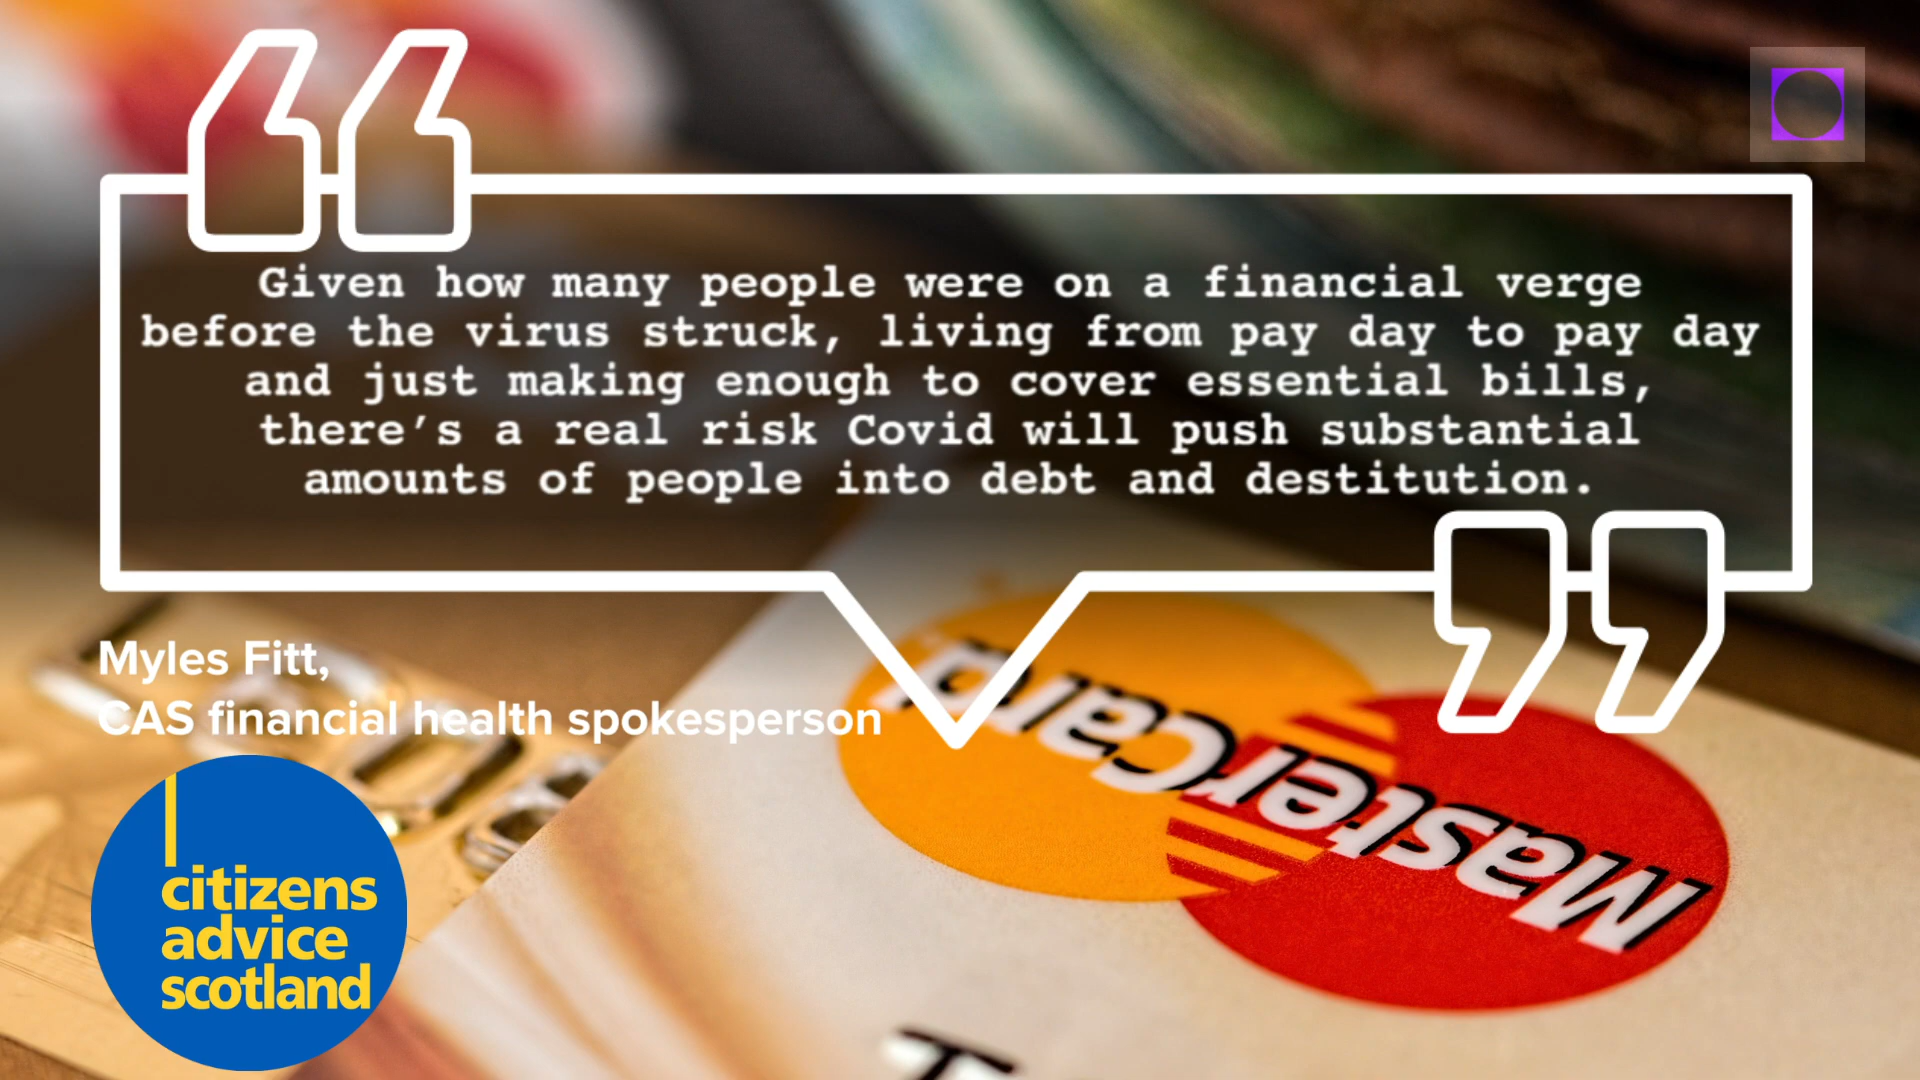 Given how many people were on a financial verge
before the virus struck, living from pay day to pay day
and just making enough to cover essential bills,
there’s a real risk Covid will push substantial
amounts of people into debt and destitution.
Myles Fitt,
CAS financial health spokesperson
citizens
advice
scotland
MasterCard